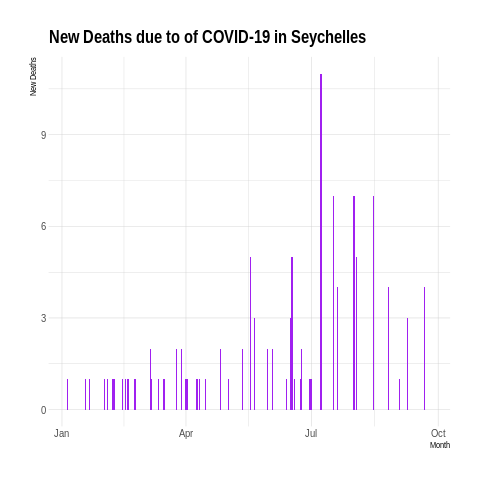 New Deaths due to of COVID-19 in Seychelles
New Deaths
9
6
3
0
Jan Apr Jul Oct
Month